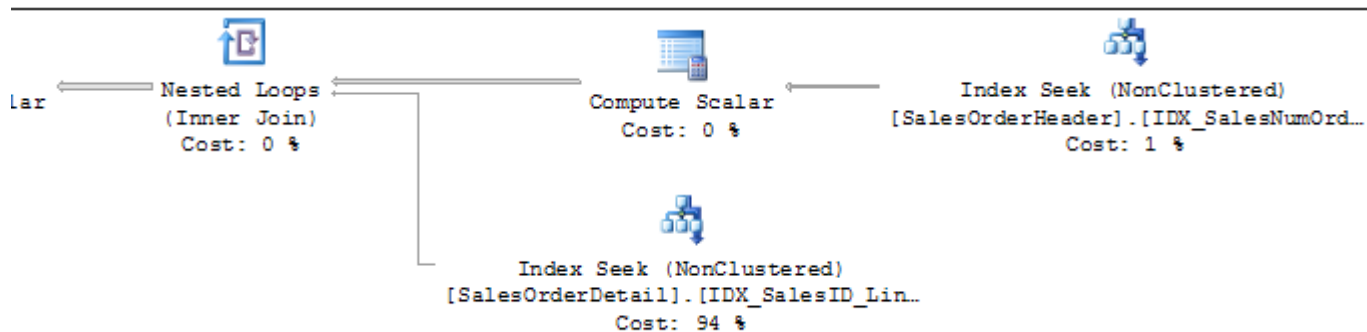 lar
Nested Loops
(Inner Join)
Cost: 0 %
Compute Scalar
Cost: 0 %
Index Seek (NonClustered)
[SalesOrderHeader].[IDX_SalesNumOrd…
Cost: 1 %
Index Seek (NonClustered)
[SalesOrderDetail].[IDX_SalesID_Lin…
Cost: 94 %